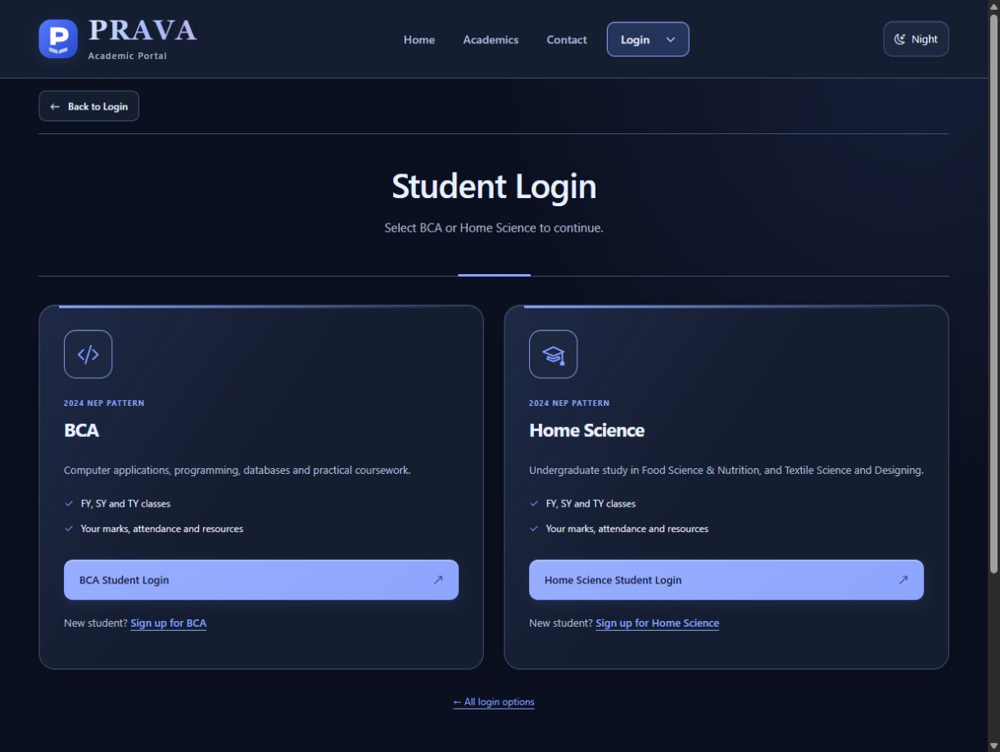 PRAVA
Academic Portal
Home
Academics
Contact
Login
Night
← Back to Login
Student Login
Select BCA or Home Science to continue.
</>
2024 NEP PATTERN
BCA
Computer applications, programming, databases and practical coursework.
✓ FY, SY and TY classes
✓ Your marks, attendance and resources
BCA Student Login ↗
New student? Sign up for BCA
2024 NEP PATTERN
Home Science
Undergraduate study in Food Science & Nutrition, and Textile Science and Designing.
✓ FY, SY and TY classes
✓ Your marks, attendance and resources
Home Science Student Login ↗
New student? Sign up for Home Science
← All login options